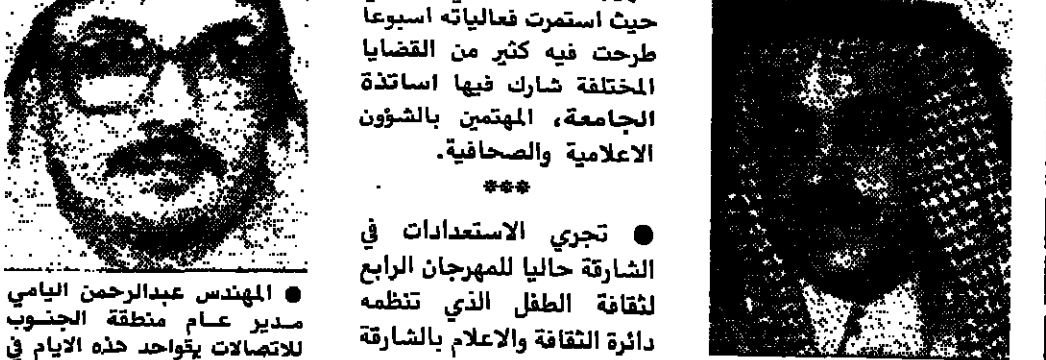 حيث استمرت فعالياته اسبوعا
طرحت فيه كثير من القضايا
المختلفة شارك فيها اساتذة
الجامعة، المهتمين بالشؤون
الاعلامية والصحافية.
***
● تجري الاستعدادات في
الشارقة حاليا للمهرجان الرابع
لثقافة الطفل الذي تنظمه
دائرة الثقافة والاعلام بالشارقة
● المهندس عبدالرحمن اليامي
مدير عام منطقة الجنوب
للاتصالات يتواجد هذه الايام في